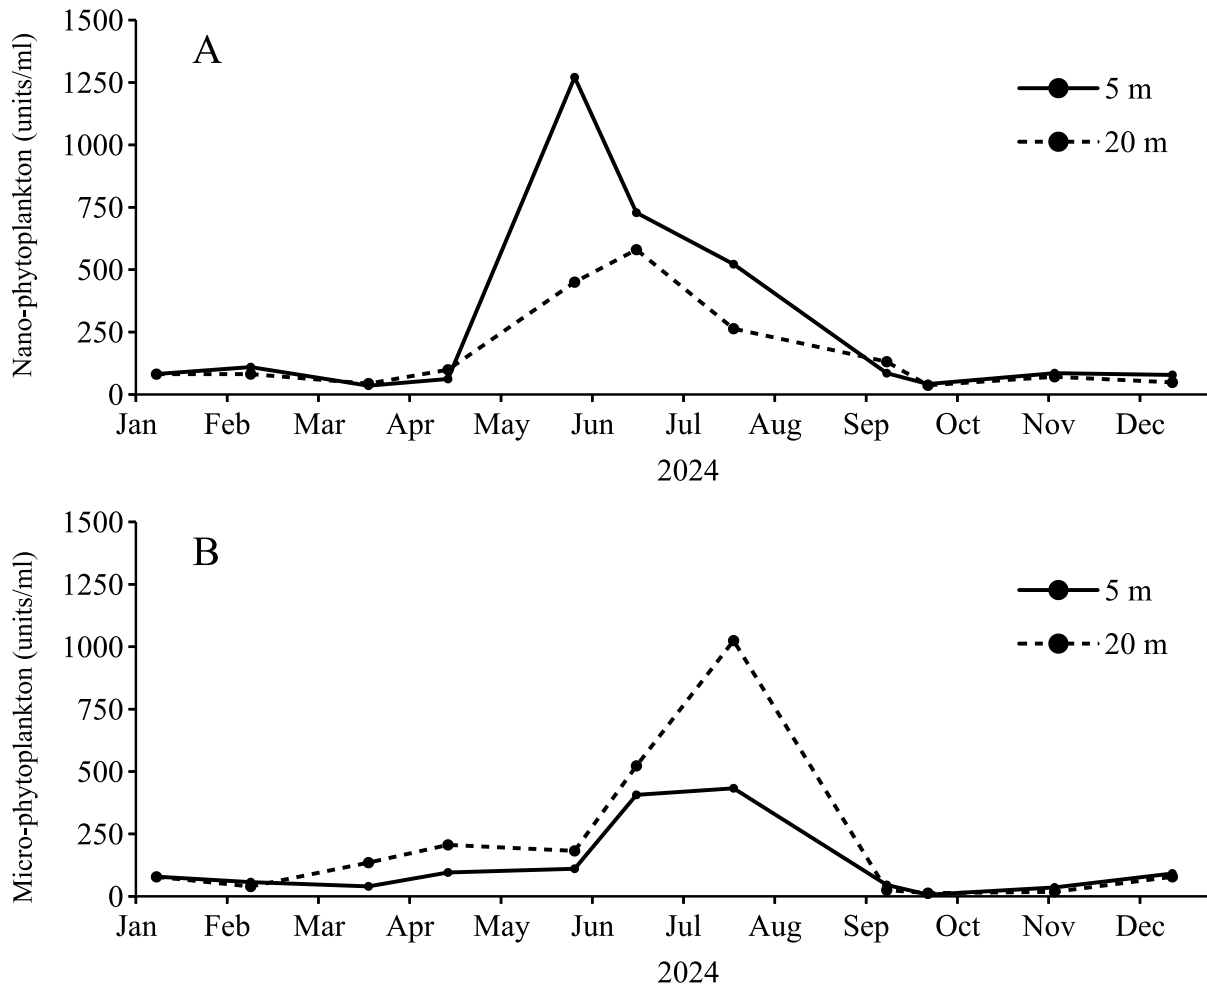 1500
A
1250
5 m
1000
20 m
750
500
250
0
Nano-phytoplankton (units/ml)
Jan Feb Mar Apr May Jun Jul Aug Sep Oct Nov Dec
2024
1500
B
1250
5 m
1000
20 m
750
500
250
0
Micro-phytoplankton (units/ml)
Jan Feb Mar Apr May Jun Jul Aug Sep Oct Nov Dec
2024